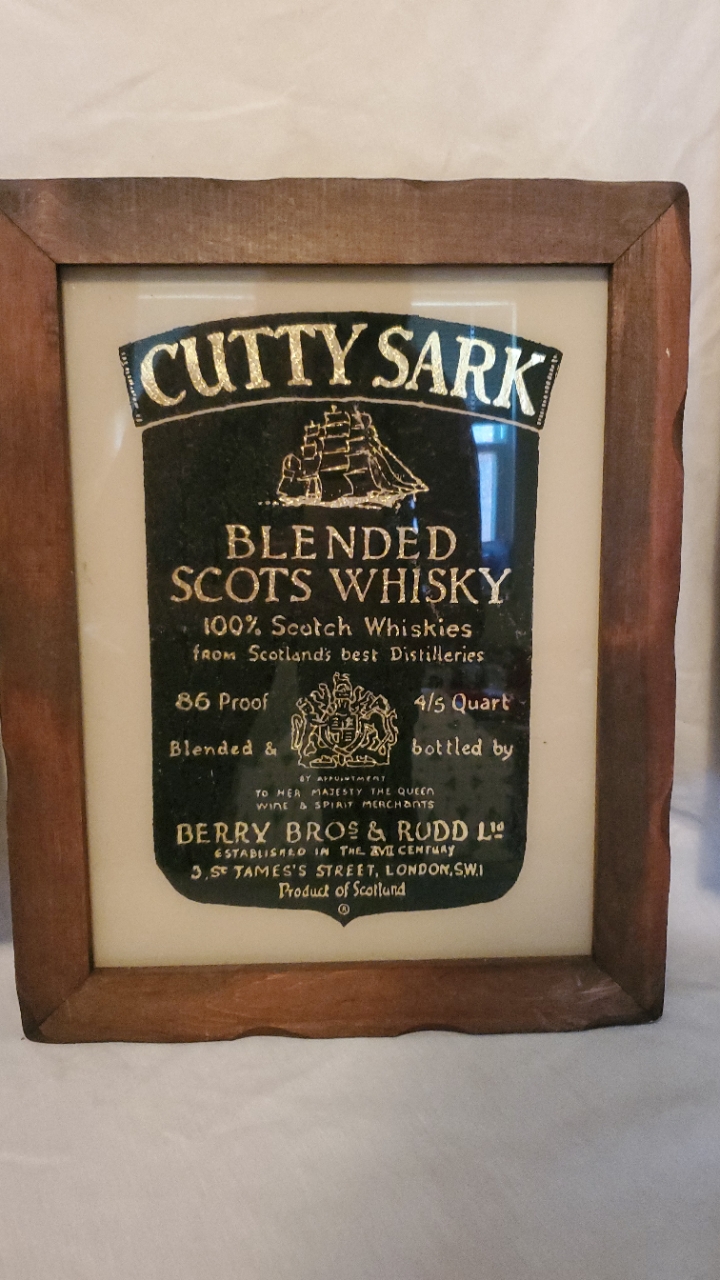 CUTTY SARK
BLENDED
SCOTS WHISKY
100% Scotch Whiskies
from Scotland's best Distilleries
86 Proof 4/5 Quart
Blended & bottled by
BY APPOINTMENT
TO HER MAJESTY THE QUEEN
WINE & SPIRIT MERCHANTS
BERRY BROS & RUDD LTD
ESTABLISHED IN THE XVII CENTURY
3, ST JAMES'S STREET, LONDON, S.W.1
Product of Scotland
®